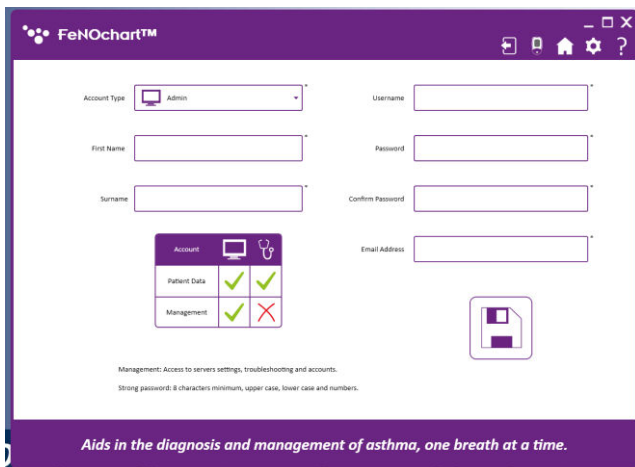 FeNOchart™
Account Type
Admin
Username
First Name
Password
Surname
Confirm Password
Account
Patient Data
Management
Email Address
Management: Access to servers settings, troubleshooting and accounts.
Strong password: 8 characters minimum, upper case, lower case and numbers.
Aids in the diagnosis and management of asthma, one breath at a time.